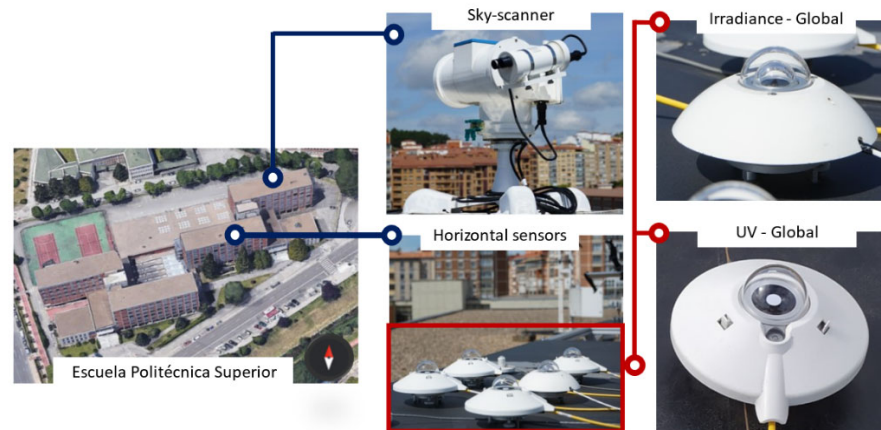 Sky-scanner
Irradiance - Global
Horizontal sensors
UV - Global
Escuela Politécnica Superior